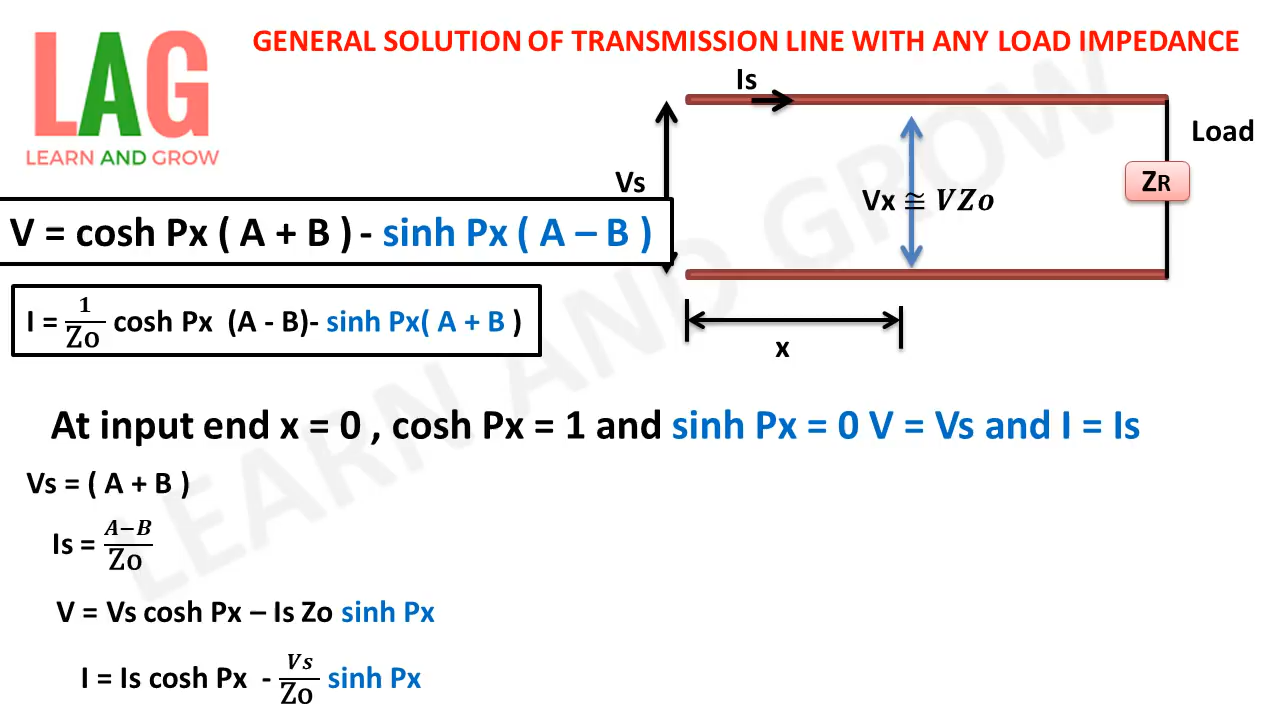 LAG
LEARN AND GROW
GENERAL SOLUTION OF TRANSMISSION LINE WITH ANY LOAD IMPEDANCE
Is
Load
Vs
ZR
Vx ≅ VZo
V = cosh Px ( A + B ) - sinh Px ( A – B )
I = 1/Zo cosh Px (A - B)- sinh Px( A + B )
x
At input end x = 0 , cosh Px = 1 and sinh Px = 0 V = Vs and I = Is
Vs = ( A + B )
Is = A−B/Zo
V = Vs cosh Px – Is Zo sinh Px
I = Is cosh Px - Vs/Zo sinh Px
LEARN AND GROW